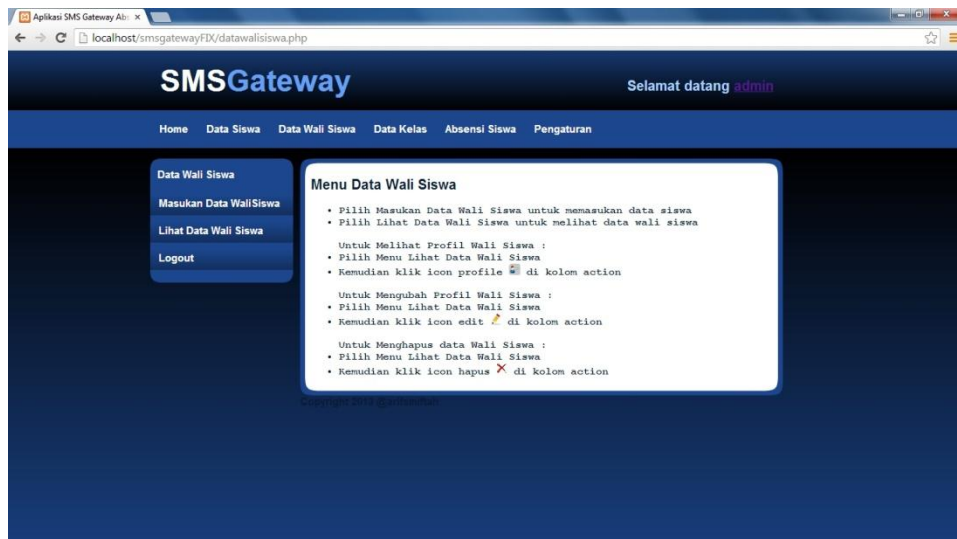 Aplikasi SMS Gateway Abs
localhost/smsgatewayFIX/datawalisiswa.php
SMSGateway
Selamat datang admin
Home Data Siswa Data Wali Siswa Data Kelas Absensi Siswa Pengaturan
Data Wali Siswa
Masukan Data WaliSiswa
Lihat Data Wali Siswa
Logout
Menu Data Wali Siswa
• Pilih Masukan Data Wali Siswa untuk memasukan data siswa
• Pilih Lihat Data Wali Siswa untuk melihat data wali siswa
Untuk Melihat Profil Wali Siswa :
• Pilih Menu Lihat Data Wali Siswa
• Kemudian klik icon profile di kolom action
Untuk Mengubah Profil Wali Siswa :
• Pilih Menu Lihat Data Wali Siswa
• Kemudian klik icon edit di kolom action
Untuk Menghapus data Wali Siswa :
• Pilih Menu Lihat Data Wali Siswa
• Kemudian klik icon hapus di kolom action
Copyright 2013